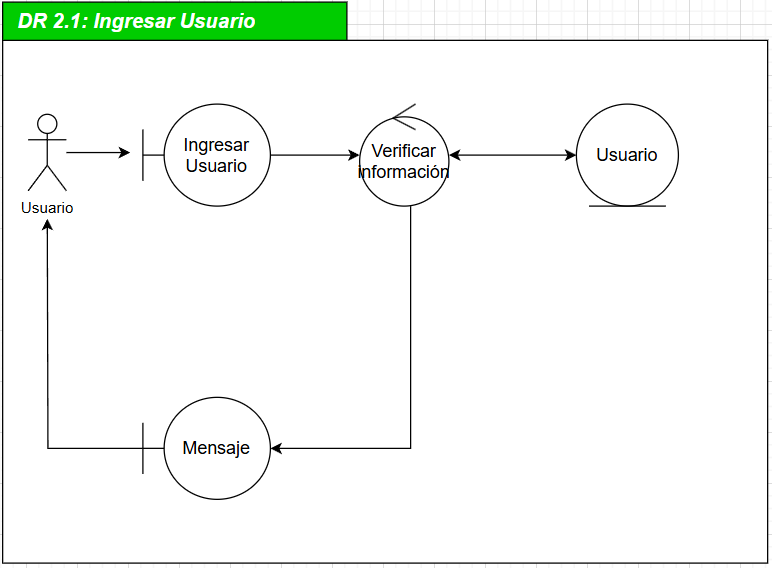 DR 2.1: Ingresar Usuario
Ingresar
Usuario
Verificar
información
Usuario
Usuario
Mensaje